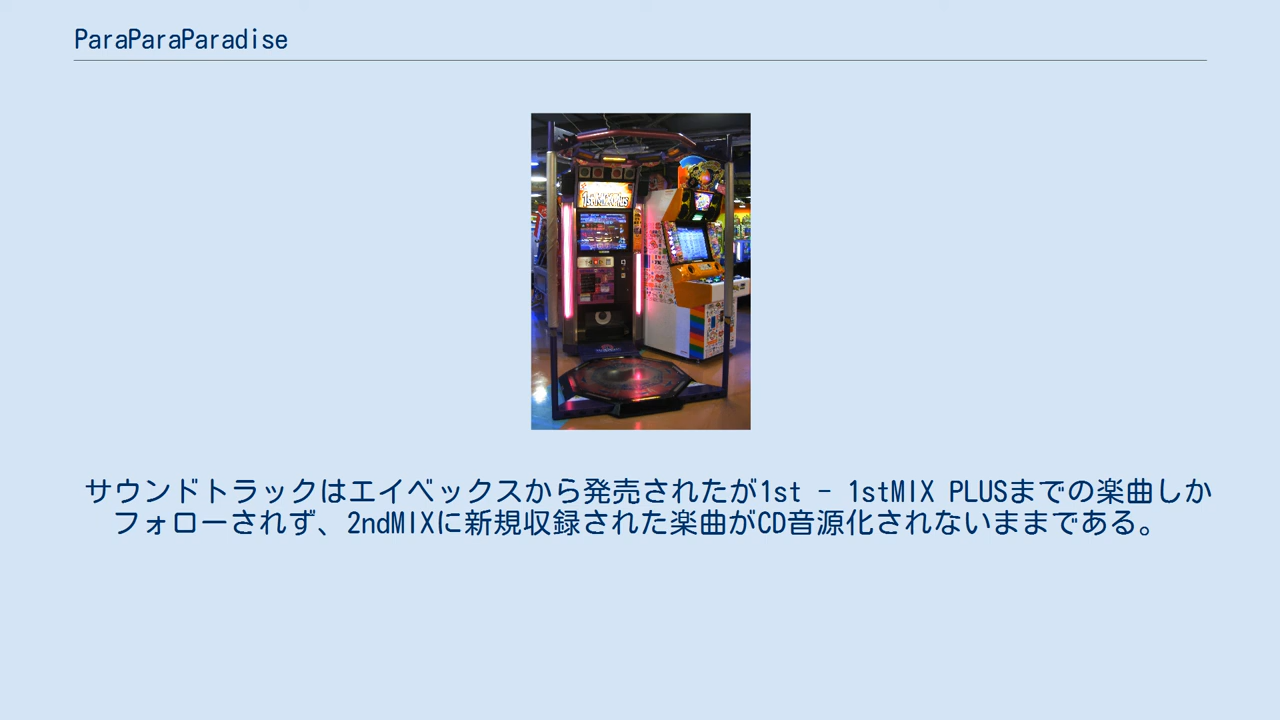 ParaParaParadise
1stMIX Plus
サウンドトラックはエイベックスから発売されたが1st - 1stMIX PLUSまでの楽曲しか
フォローされず、2ndMIXに新規収録された楽曲がCD音源化されないままである。